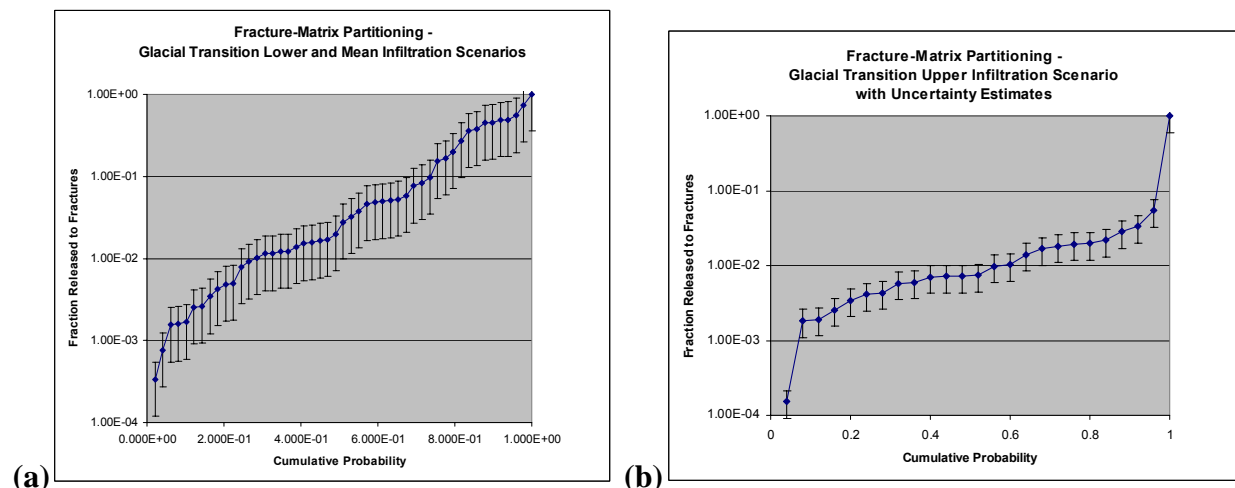 Fracture-Matrix Partitioning -
Glacial Transition Lower and Mean Infiltration Scenarios
1.00E+00
1.00E-01
1.00E-02
1.00E-03
1.00E-04
Fraction Released to Fractures
0.000E+00 2.000E-01 4.000E-01 6.000E-01 8.000E-01 1.000E+00
Cumulative Probability
(a)
Fracture-Matrix Partitioning -
Glacial Transition Upper Infiltration Scenario
with Uncertainty Estimates
1.00E+00
1.00E-01
1.00E-02
1.00E-03
1.00E-04
Fraction Released to Fractures
0 0.2 0.4 0.6 0.8 1
Cumulative Probability
(b)